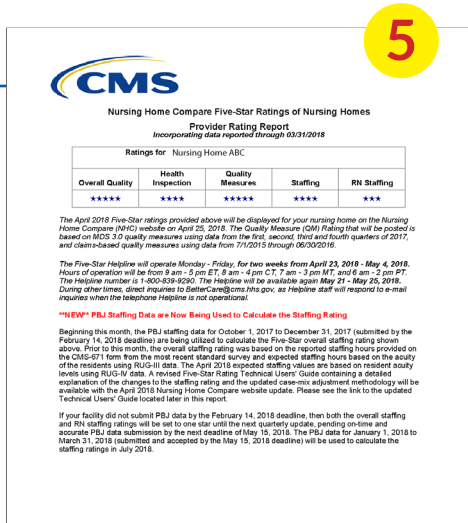 5
CMS
Nursing Home Compare Five-Star Ratings of Nursing Homes
Provider Rating Report
Incorporating data reported through 03/31/2018
Ratings for Nursing Home ABC
Overall Quality Health Inspection Quality Measures Staffing RN Staffing
★★★★★ ★★★★ ★★★★★ ★★★★ ★★★
The April 2018 Five-Star ratings provided above will be displayed for your nursing home on the Nursing
Home Compare (NHC) website on April 25, 2018. The Quality Measure (QM) Rating that will be posted is
based on MDS 3.0 quality measures using data from the first, second, third and fourth quarters of 2017,
and claims-based quality measures using data from 7/1/2015 through 06/30/2016.
The Five-Star Helpline will operate Monday - Friday, for two weeks from April 23, 2018 - May 4, 2018.
Hours of operation will be from 9 am - 5 pm ET, 8 am - 4 pm CT, 7 am - 3 pm MT, and 6 am - 2 pm PT.
The Helpline number is 1-800-839-9290. The Helpline will be available again May 21 - May 25, 2018.
During other times, direct inquiries to BetterCare@cms.hhs.gov, as Helpline staff will respond to e-mail
inquiries when the telephone Helpline is not operational.
**NEW** PBJ Staffing Data are Now Being Used to Calculate the Staffing Rating
Beginning this month, the PBJ staffing data for October 1, 2017 to December 31, 2017 (submitted by the
February 14, 2018 deadline) are being utilized to calculate the Five-Star overall staffing rating shown
above. Prior to this month, the overall staffing rating was based on the reported staffing hours provided on
the CMS-671 form from the most recent standard survey and expected staffing hours based on the acuity
of the residents using RUG-III data. The April 2018 expected staffing values are based on resident acuity
levels using RUG-IV data. A revised Five-Star Rating Technical Users' Guide containing a detailed
explanation of the changes to the staffing rating and the updated case-mix adjustment methodology will be
available with the April 2018 Nursing Home Compare website update. Please see the link to the updated
Technical Users' Guide located later in this report.
If your facility did not submit PBJ data by the February 14, 2018 deadline, then both the overall staffing
and RN staffing ratings will be set to one star until the next quarterly update, pending on-time and
accurate PBJ data submission by the next deadline of May 15, 2018. The PBJ data for January 1, 2018 to
March 31, 2018 (submitted and accepted by the May 15, 2018 deadline) will be used to calculate the
staffing ratings in July 2018.